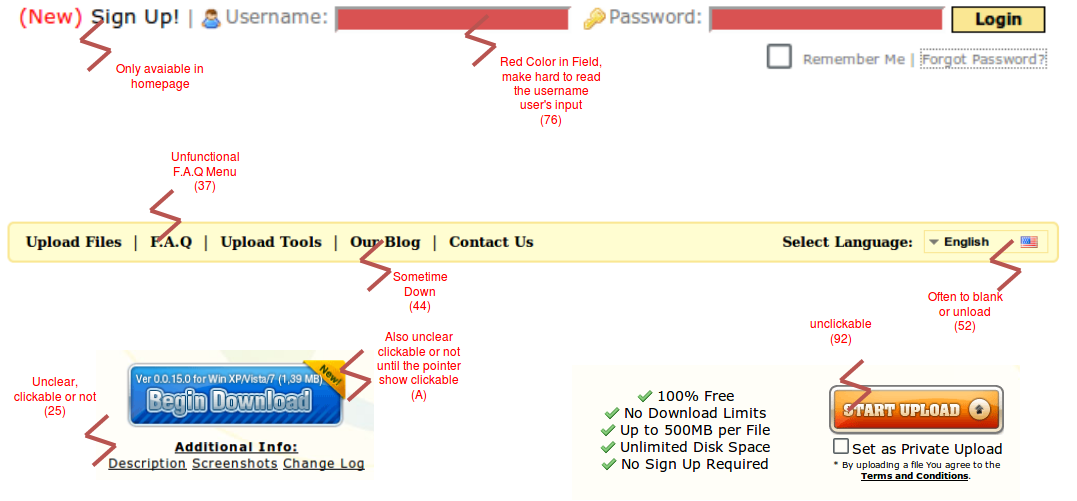 (New) Sign Up! | Username: Password: Login
Remember Me | Forgot Password?
Only avaiable in
homepage
Red Color in Field,
make hard to read
the username
user's input
(76)
Unfunctional
F.A.Q Menu
(37)
Upload Files | F.A.Q | Upload Tools | Our Blog | Contact Us Select Language: English
Sometime
Down
(44)
Often to blank
or unload
(52)
unclickable
(92)
Also unclear
clickable or not
until the pointer
show clickable
(A)
Unclear,
clickable or not
(25)
Ver 0.0.15.0 for Win XP/Vista/7 (1,39 MB)
New!
Begin Download
Additional Info:
Description Screenshots Change Log
100% Free
No Download Limits
Up to 500MB per File
Unlimited Disk Space
No Sign Up Required
START UPLOAD
Set as Private Upload
* By uploading a file You agree to the
Terms and Conditions.